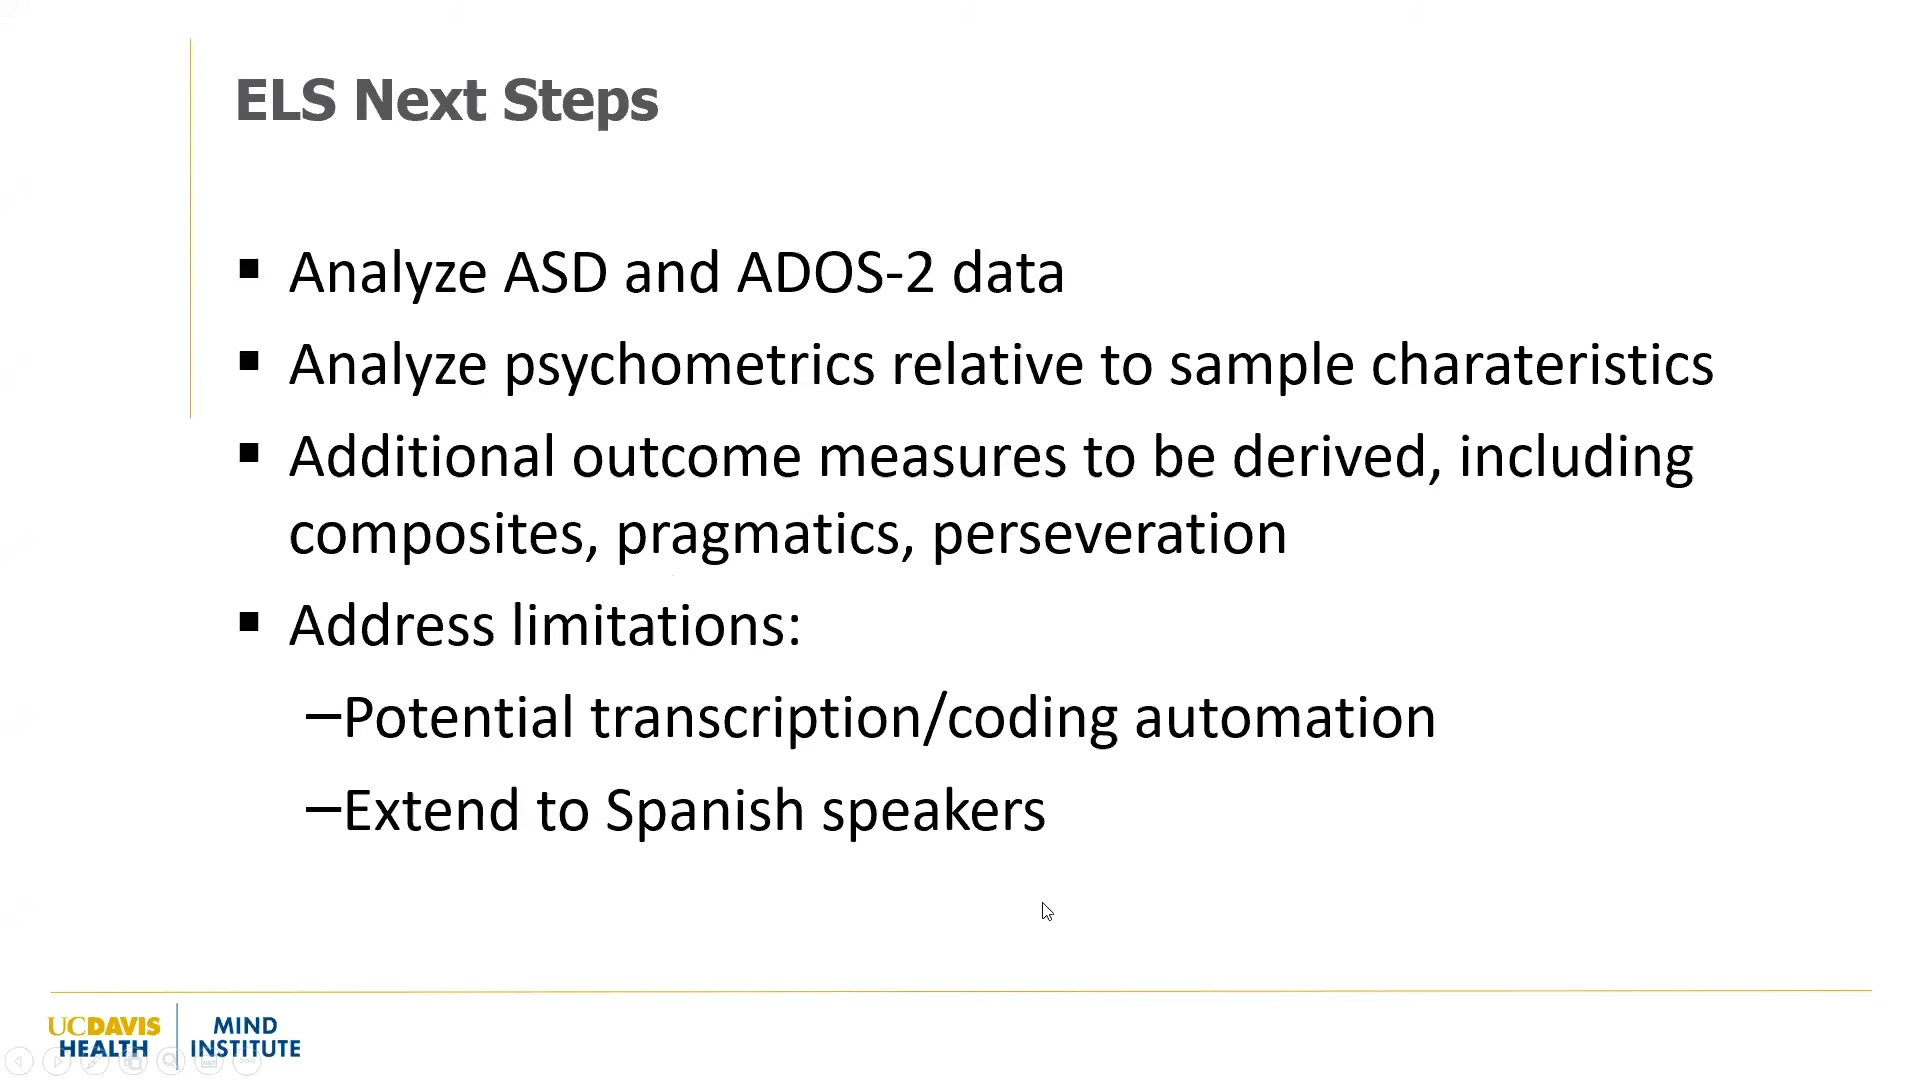 ELS Next Steps
▪ Analyze ASD and ADOS-2 data
▪ Analyze psychometrics relative to sample charateristics
▪ Additional outcome measures to be derived, including
composites, pragmatics, perseveration
▪ Address limitations:
–Potential transcription/coding automation
–Extend to Spanish speakers
UCDAVIS
HEALTH
MIND
INSTITUTE